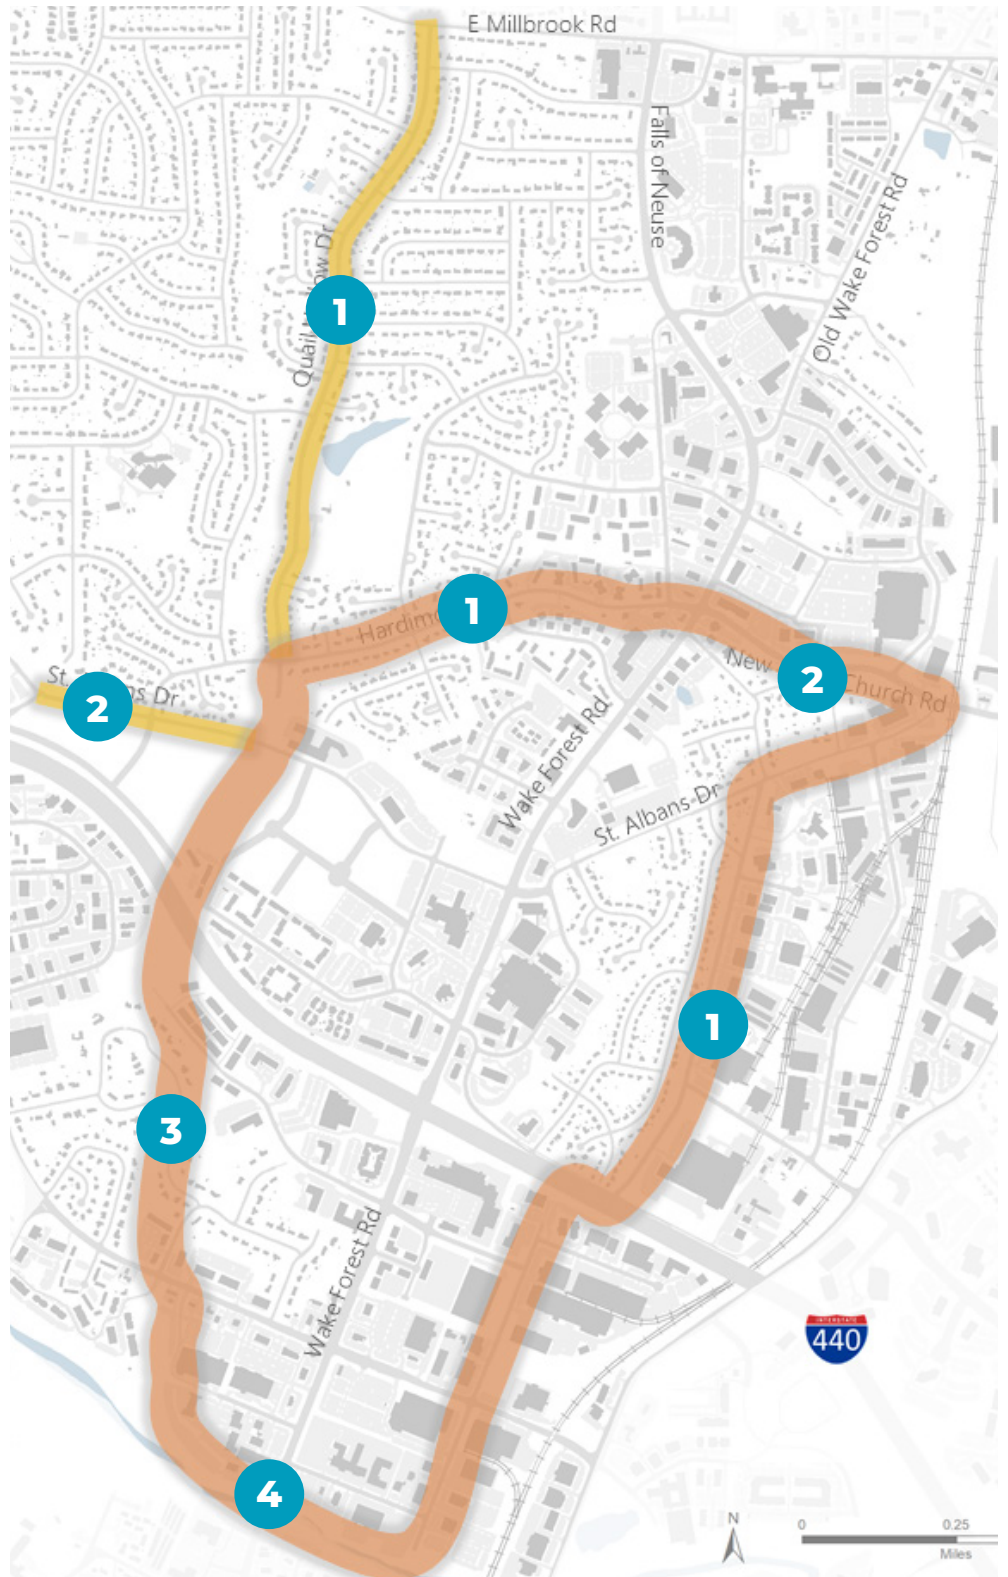 E Millbrook Rd
Falls of Neuse
Old Wake Forest Rd
Quail
ow Dr
1
1
Hardim
New
Church Rd
2
St.
ns Dr
2
Wake Forest Rd
St. Albans Dr
1
3
Wake Forest Rd
INTERSTATE
440
4
N
0
0.25
Miles